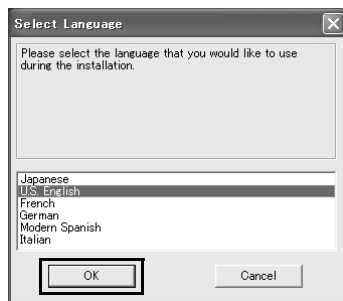 Select Language
Please select the language that you would like to use
during the installation.
Japanese
U.S. English
French
German
Modern Spanish
Italian
OK
Cancel